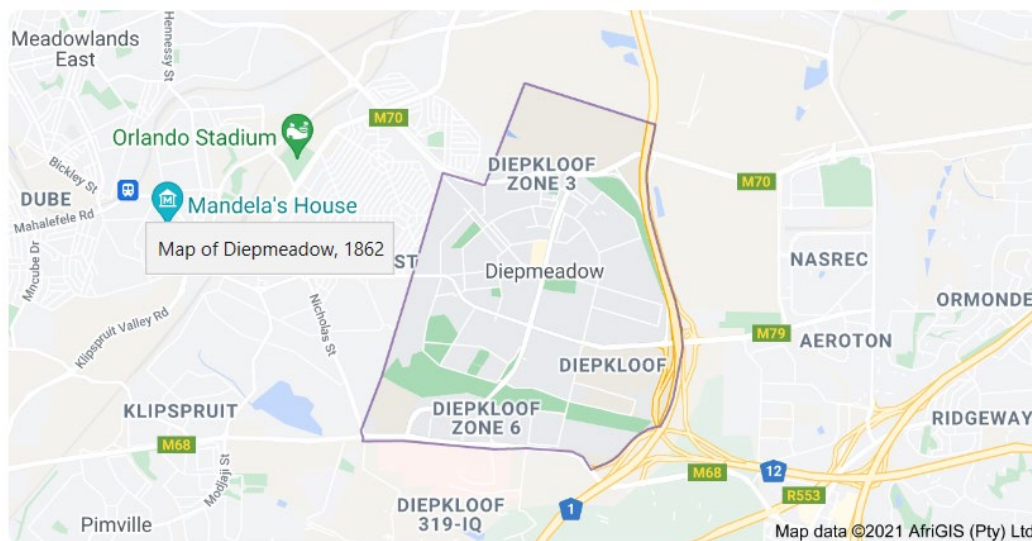 Meadowlands
East
Hennessy St
M70
Orlando Stadium
DIEPKLOOF
ZONE 3
M70
Bickley St
DUBE
Mandela's House
Mahalefele Rd
Map of Diepmeadow, 1862
ST
Mncube Dr
Diepmeadow
NASREC
ORMONDE
Nicholas St
Klipspruit Valley Rd
M79
AEROTON
DIEPKLOOF
KLIPSPRUIT
DIEPKLOOF
ZONE 6
RIDGEWAY
M68
Modjaji St
M68
12
R553
DIEPKLOOF
319-IQ
1
Pimville
Map data ©2021 AfriGIS (Pty) Ltd